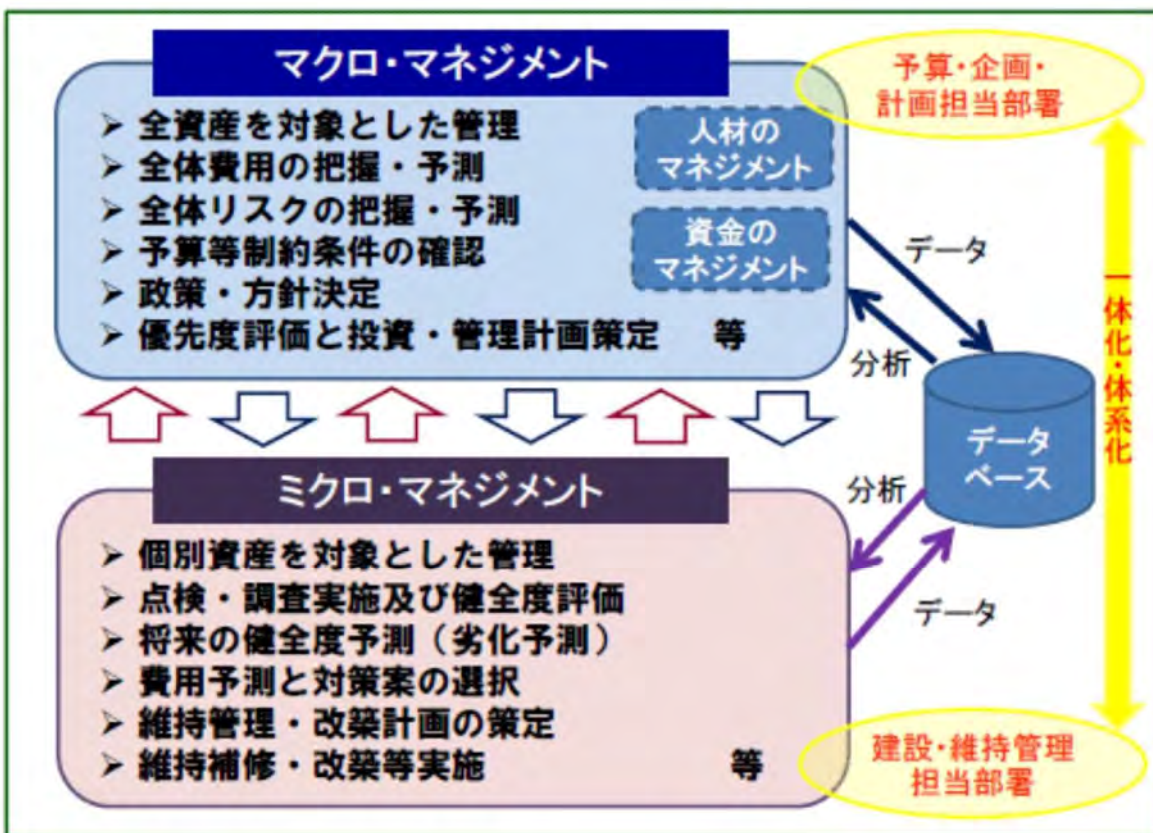 マクロ・マネジメント
予算・企画・
計画担当部署
➢ 全資産を対象とした管理
➢ 全体費用の把握・予測
➢ 全体リスクの把握・予測
➢ 予算等制約条件の確認
➢ 政策・方針決定
➢ 優先度評価と投資・管理計画策定 等
人材の
マネジメント
資金の
マネジメント
データ
分析
データ
ベース
一体化・体系化
分析
データ
ミクロ・マネジメント
➢ 個別資産を対象とした管理
➢ 点検・調査実施及び健全度評価
➢ 将来の健全度予測（劣化予測）
➢ 費用予測と対策案の選択
➢ 維持管理・改築計画の策定
➢ 維持補修・改築等実施 等
建設・維持管理
担当部署